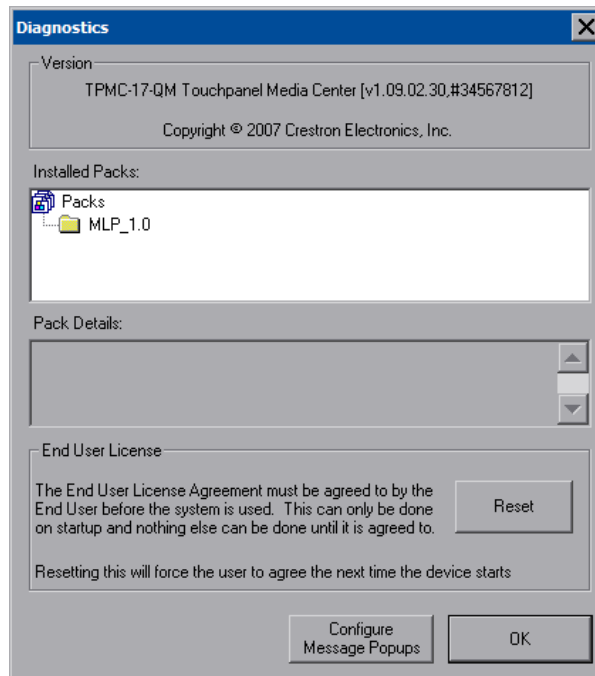 Diagnostics
Version
TPMC-17-QM Touchpanel Media Center [v1.09.02.30,#34567812]
Copyright © 2007 Crestron Electronics, Inc.
Installed Packs:
Packs
MLP_1.0
Pack Details:
End User License
The End User License Agreement must be agreed to by the
End User before the system is used. This can only be done
on startup and nothing else can be done until it is agreed to.
Reset
Resetting this will force the user to agree the next time the device starts
Configure
Message Popups
OK